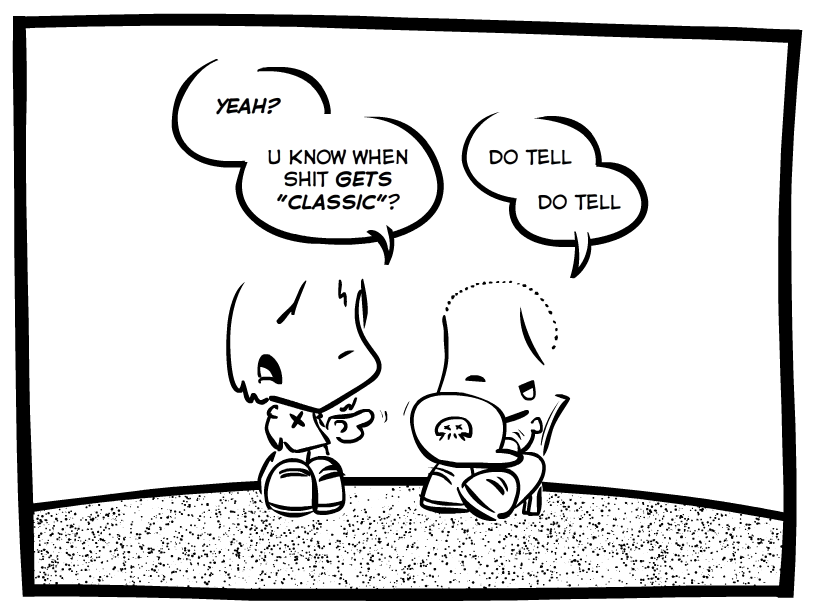 YEAH?
U KNOW WHEN
SHIT GETS
"CLASSIC"?
DO TELL
DO TELL